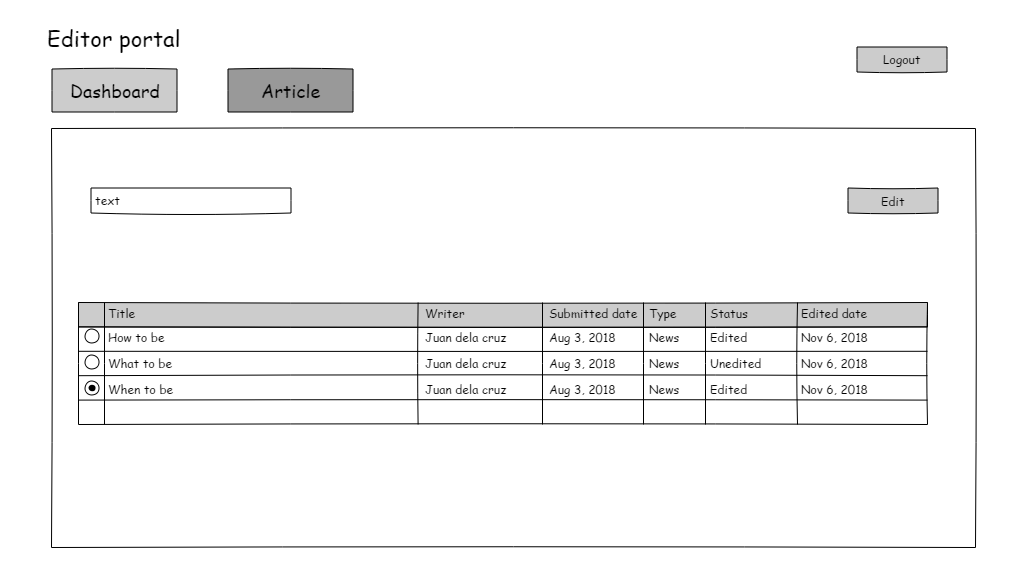 Editor portal
Logout
Dashboard Article
text Edit
Title Writer Submitted date Type Status Edited date
How to be Juan dela cruz Aug 3, 2018 News Edited Nov 6, 2018
What to be Juan dela cruz Aug 3, 2018 News Unedited Nov 6, 2018
When to be Juan dela cruz Aug 3, 2018 News Edited Nov 6, 2018